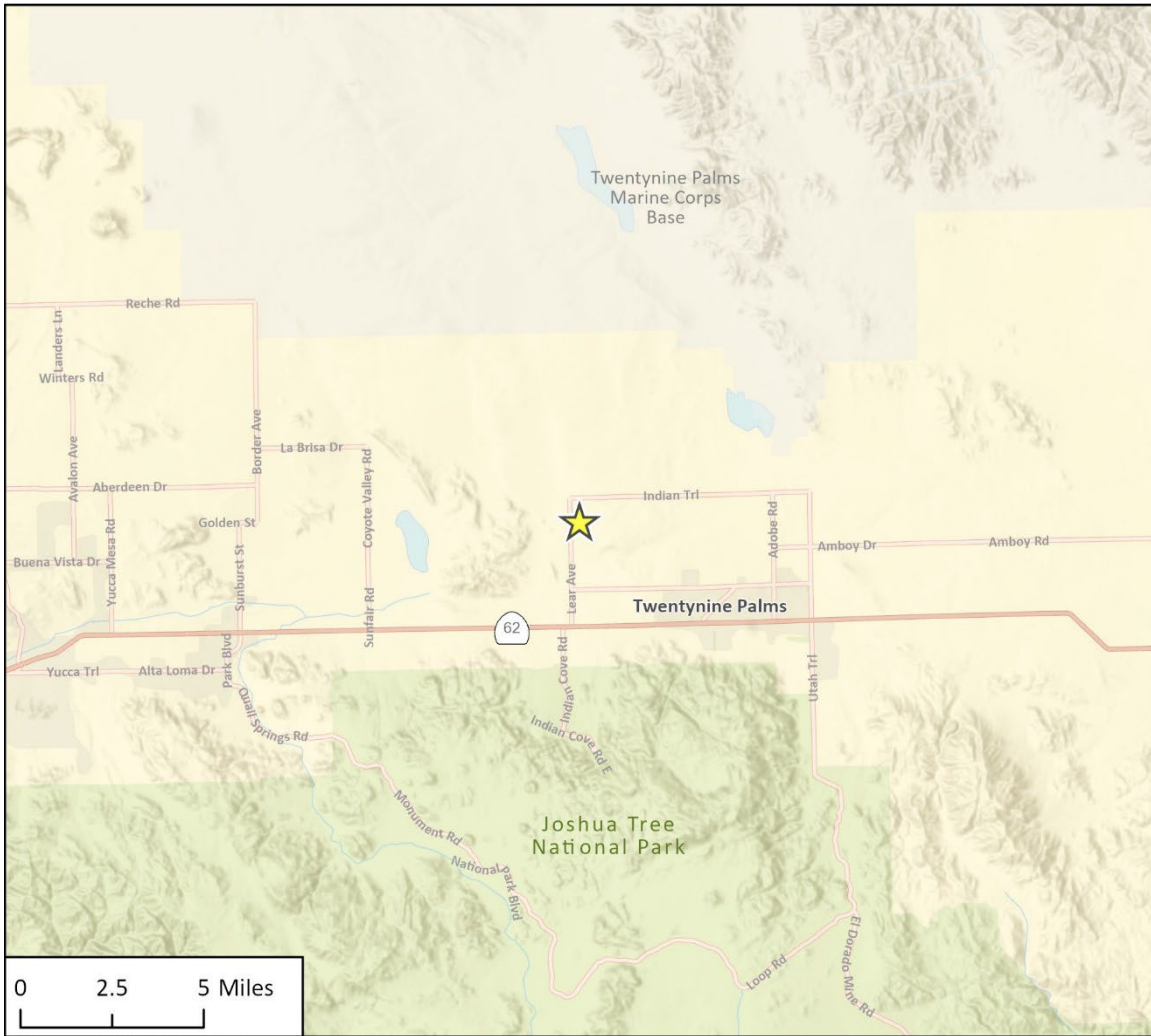 Twentynine Palms
Marine Corps
Base
Reche Rd
Landers Ln
Winters Rd
Avalon Ave
Border Ave
La Brisa Dr
Coyote Valley Rd
Aberdeen Dr
Yucca Mesa Rd
Golden St
Sunburst St
Buena Vista Dr
Indian Trl
Adobe Rd
Amboy Dr
Amboy Rd
Lear Ave
Sunfair Rd
Twentynine Palms
62
Park Blvd
Yucca Trl
Alta Loma Dr
Indian Cove Rd
Utah Trl
Quail Springs Rd
Indian Cove Rd E
Monument Rd
Joshua Tree
National Park
National Park Blvd
Loop Rd
El Dorado Mine Rd
0 2.5 5 Miles